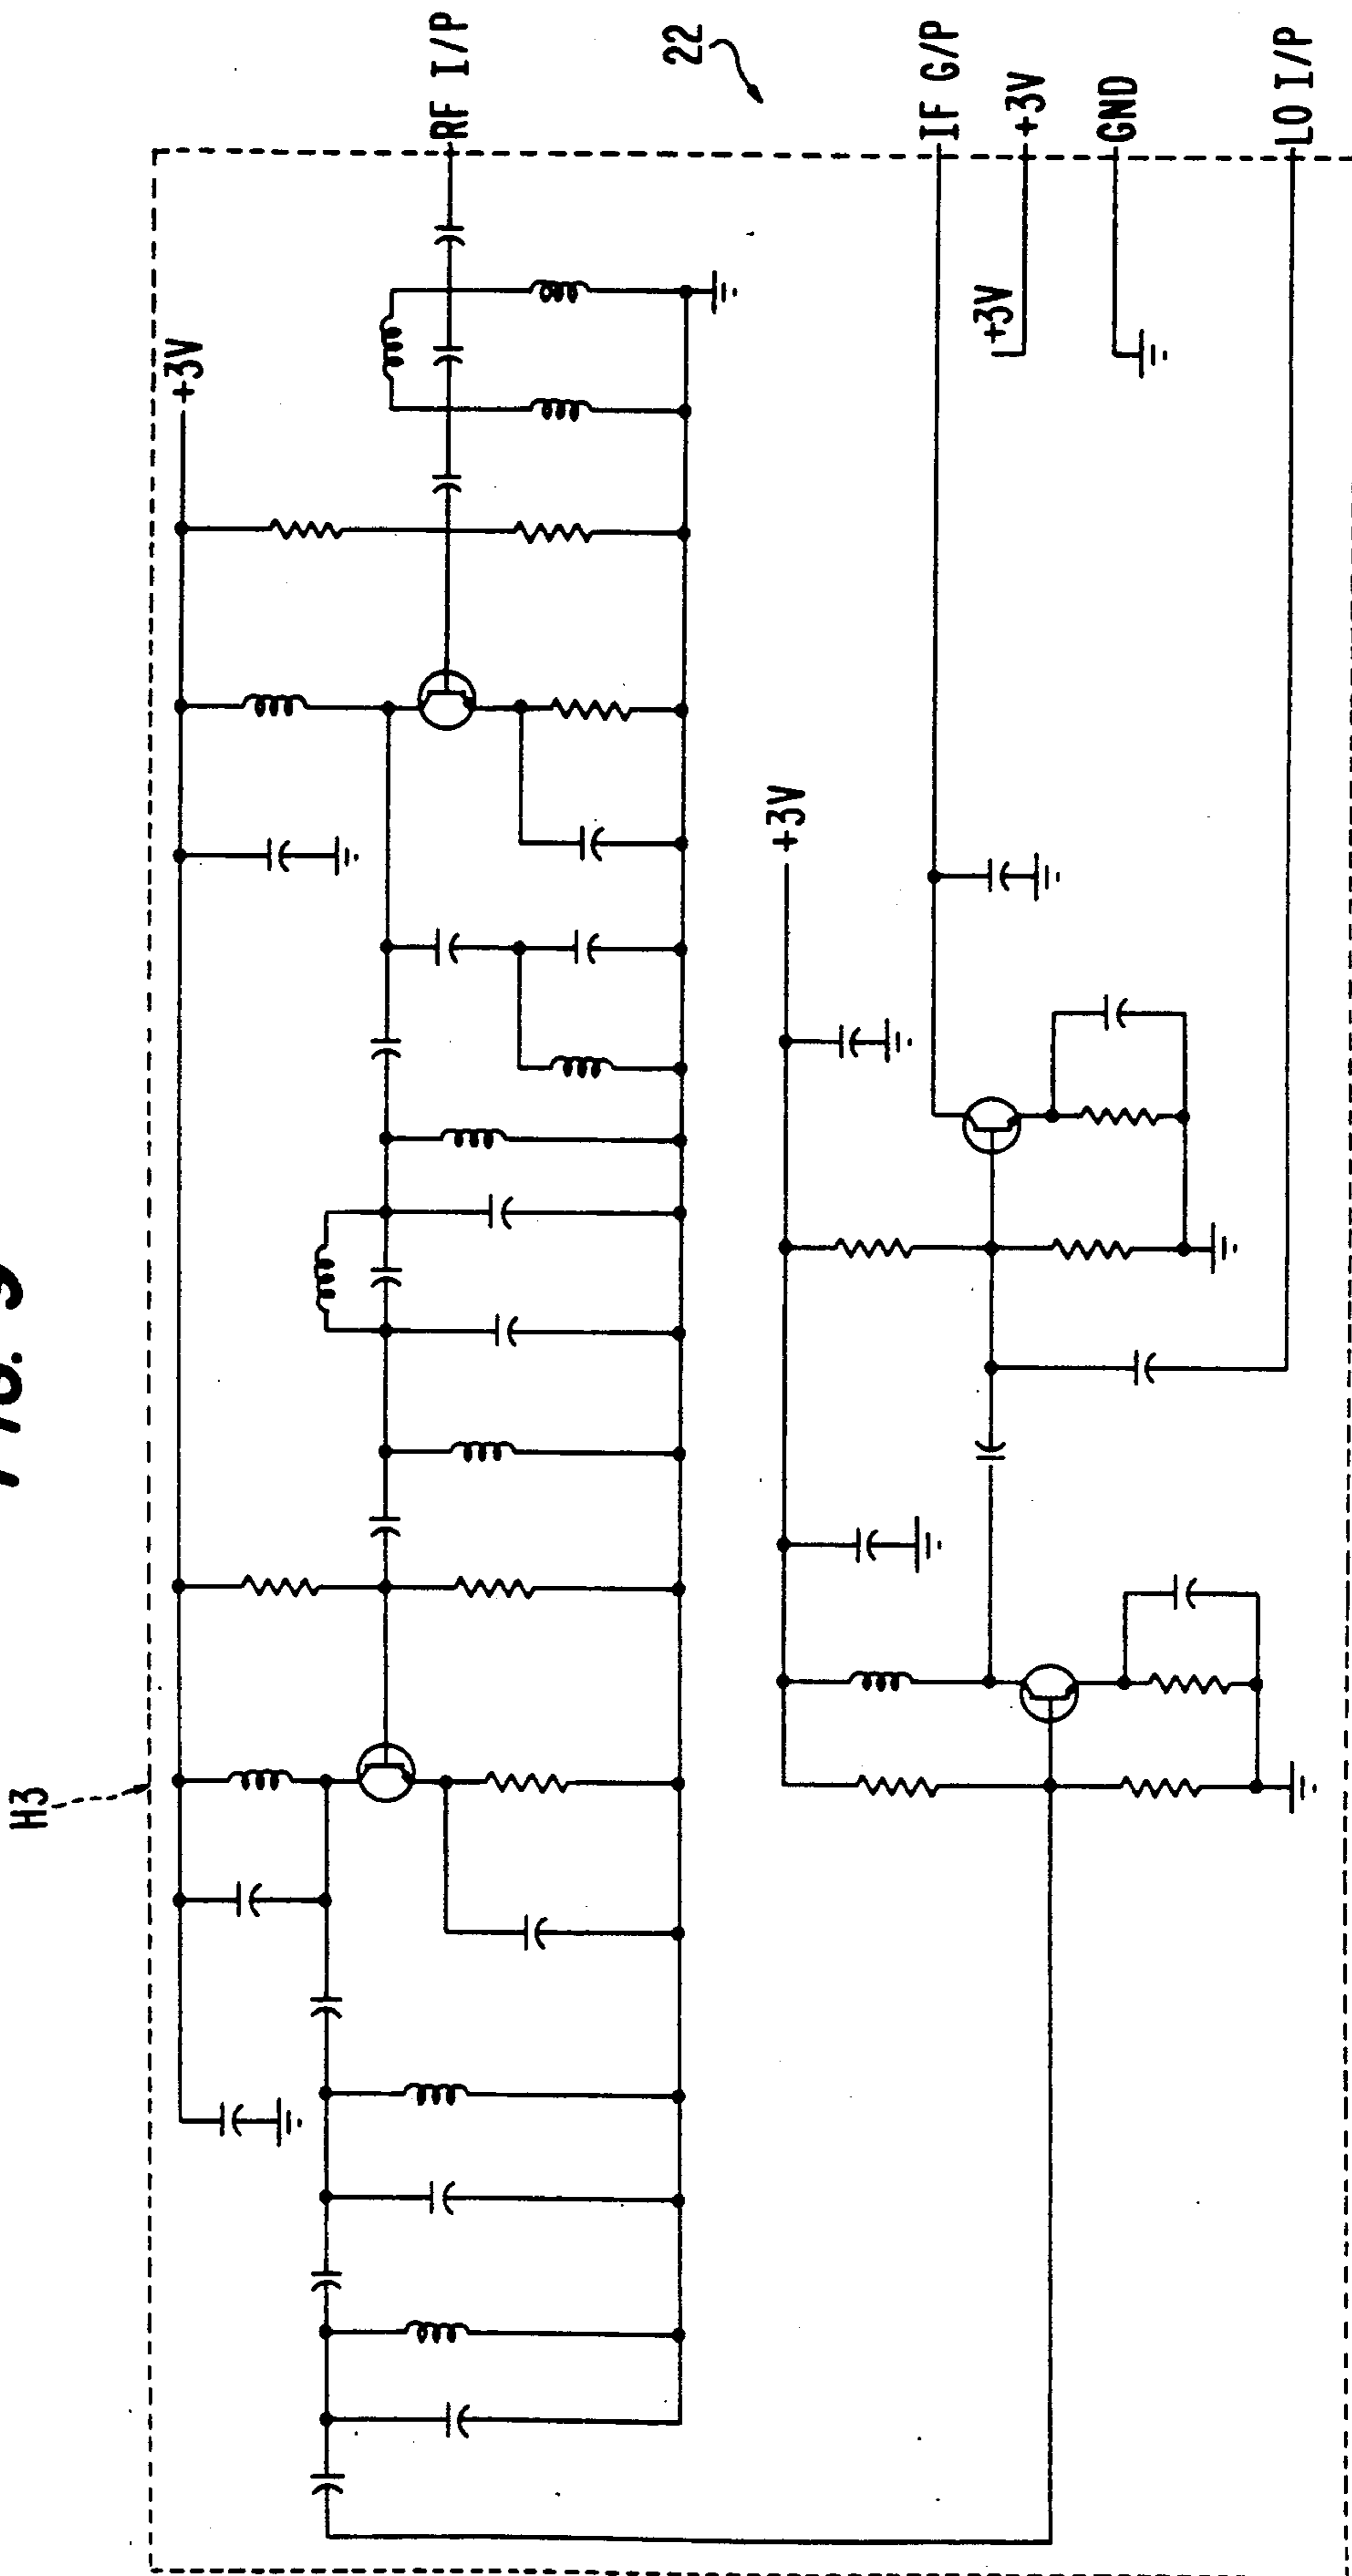 22
RF I/P
+3V
IF G/P
+3V
+3V
GND
LO I/P
+3V
H3